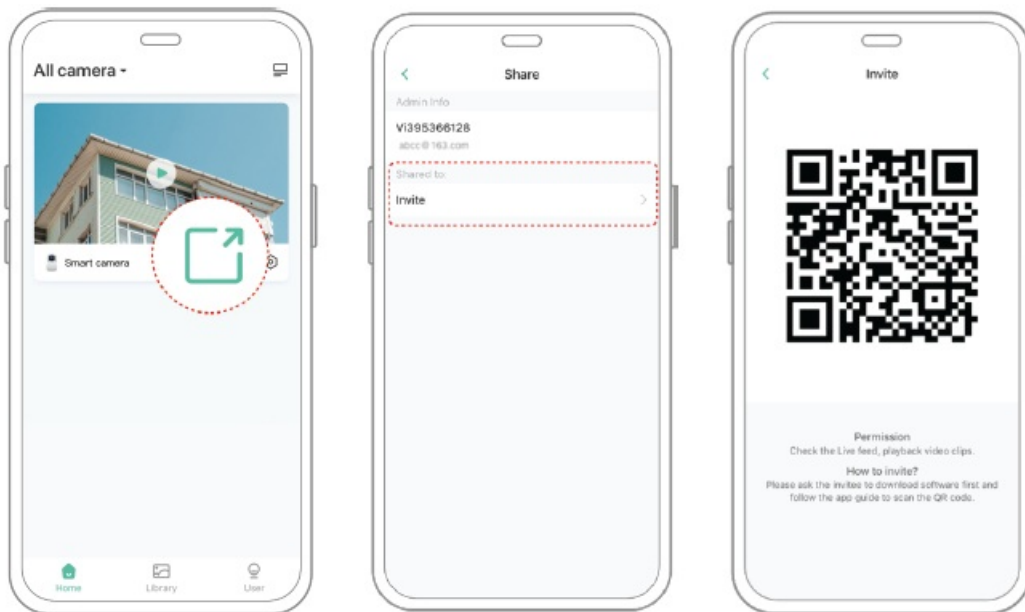 All camera
Smart camera
Home
Library
User
Share
Admin Info
Vi395366128
abcc@163.com
Shared to
Invite
Invite
Permission
Check the Live feed, playback video clips.
How to invite?
Please ask the invitee to download software first and
follow the app guide to scan the QR code.